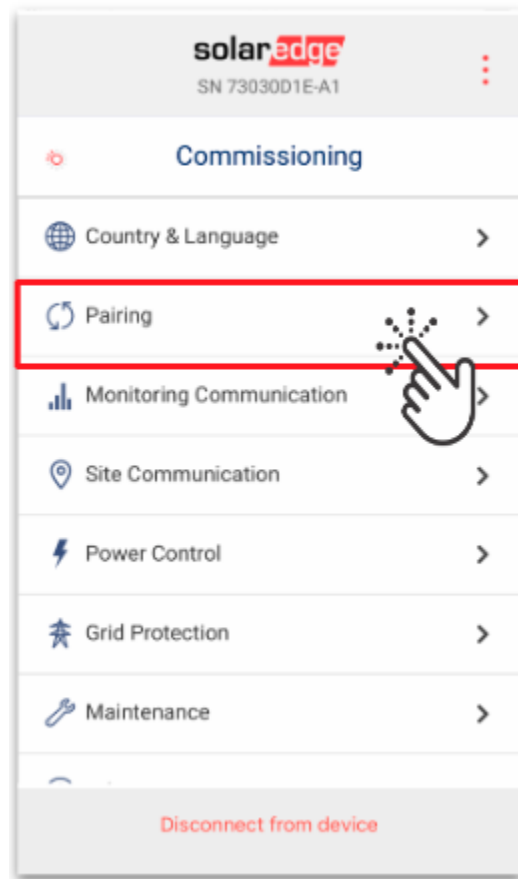 solaredge
SN 73030D1E-A1
Commissioning
Country & Language
Pairing
Monitoring Communication
Site Communication
Power Control
Grid Protection
Maintenance
Disconnect from device